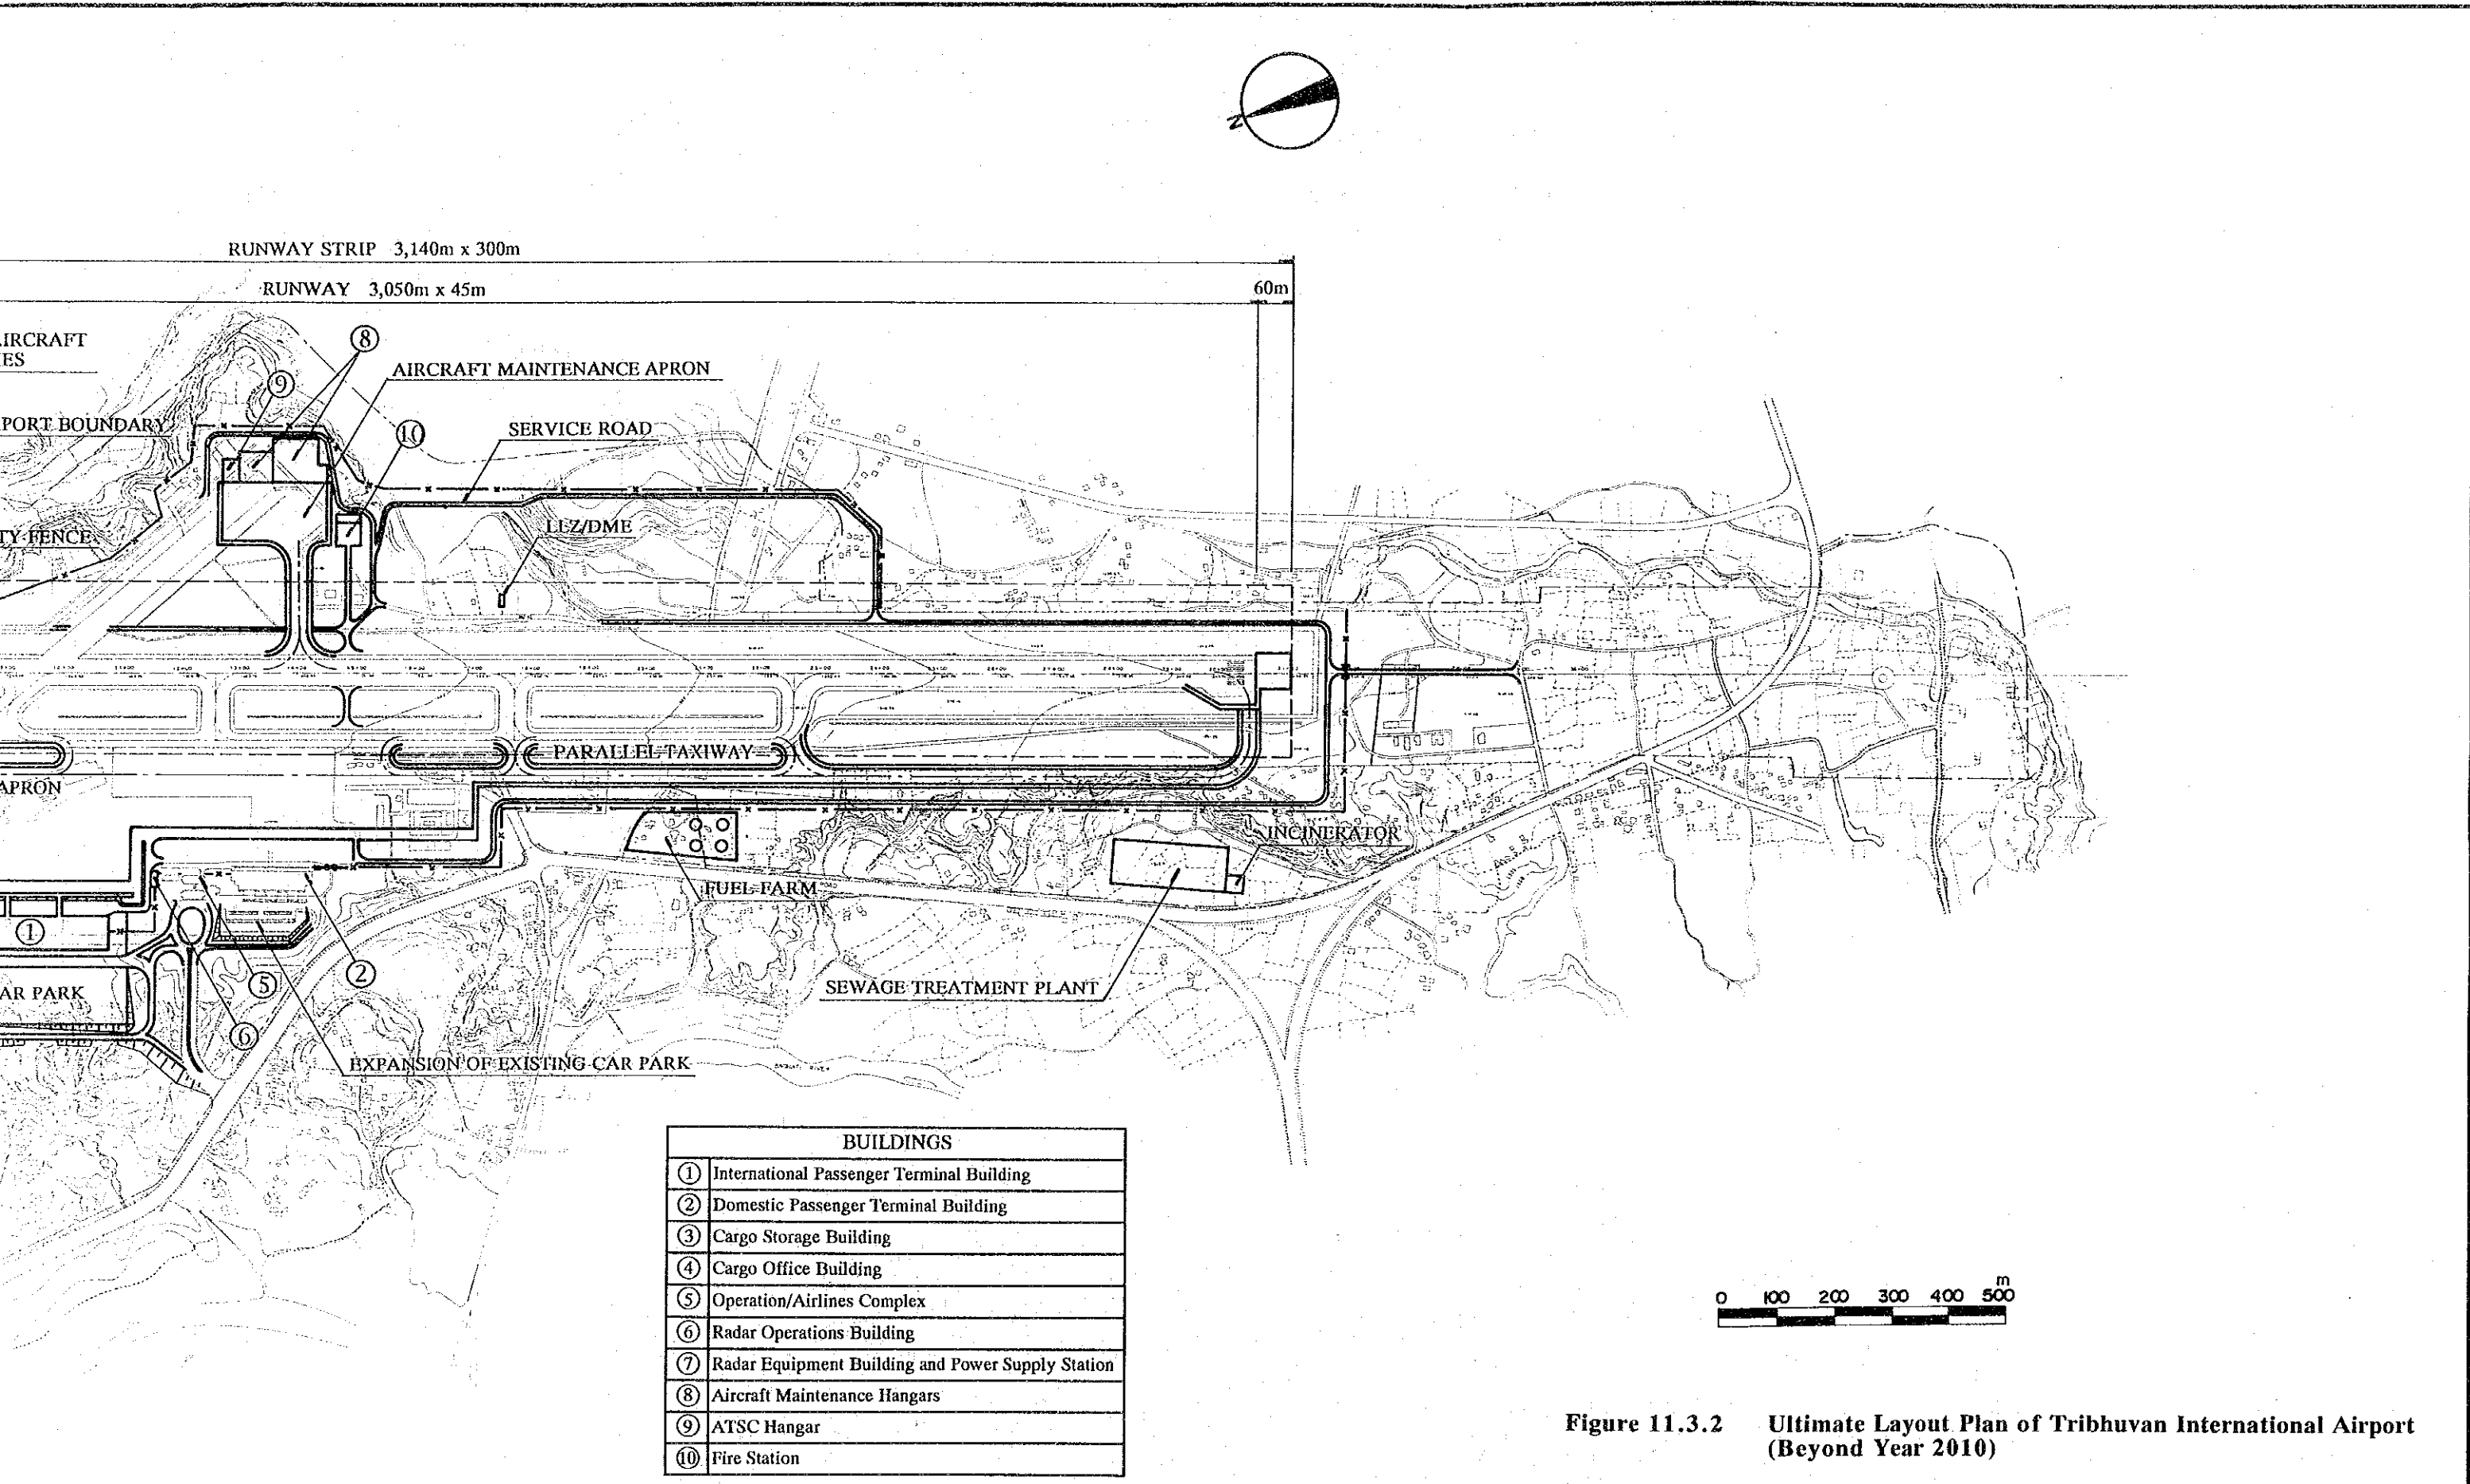 N
RUNWAY STRIP 3,140m x 300m
RUNWAY 3,050m x 45m
60m
IRCRAFT
IES
⑧
AIRCRAFT MAINTENANCE APRON
⑨
PORT BOUNDARY
⑩
SERVICE ROAD
TY FENCE
LLZ/DME
PARALLEL TAXIWAY
APRON
INCINERATOR
FUEL FARM
①
②
⑤
SEWAGE TREATMENT PLANT
AR PARK
⑥
EXPANSION OF EXISTING CAR PARK
BUILDINGS
① International Passenger Terminal Building
② Domestic Passenger Terminal Building
③ Cargo Storage Building
④ Cargo Office Building
⑤ Operation/Airlines Complex
⑥ Radar Operations Building
⑦ Radar Equipment Building and Power Supply Station
⑧ Aircraft Maintenance Hangars
⑨ ATSC Hangar
⑩ Fire Station
m
0 100 200 300 400 500
Figure 11.3.2 Ultimate Layout Plan of Tribhuvan International Airport
(Beyond Year 2010)